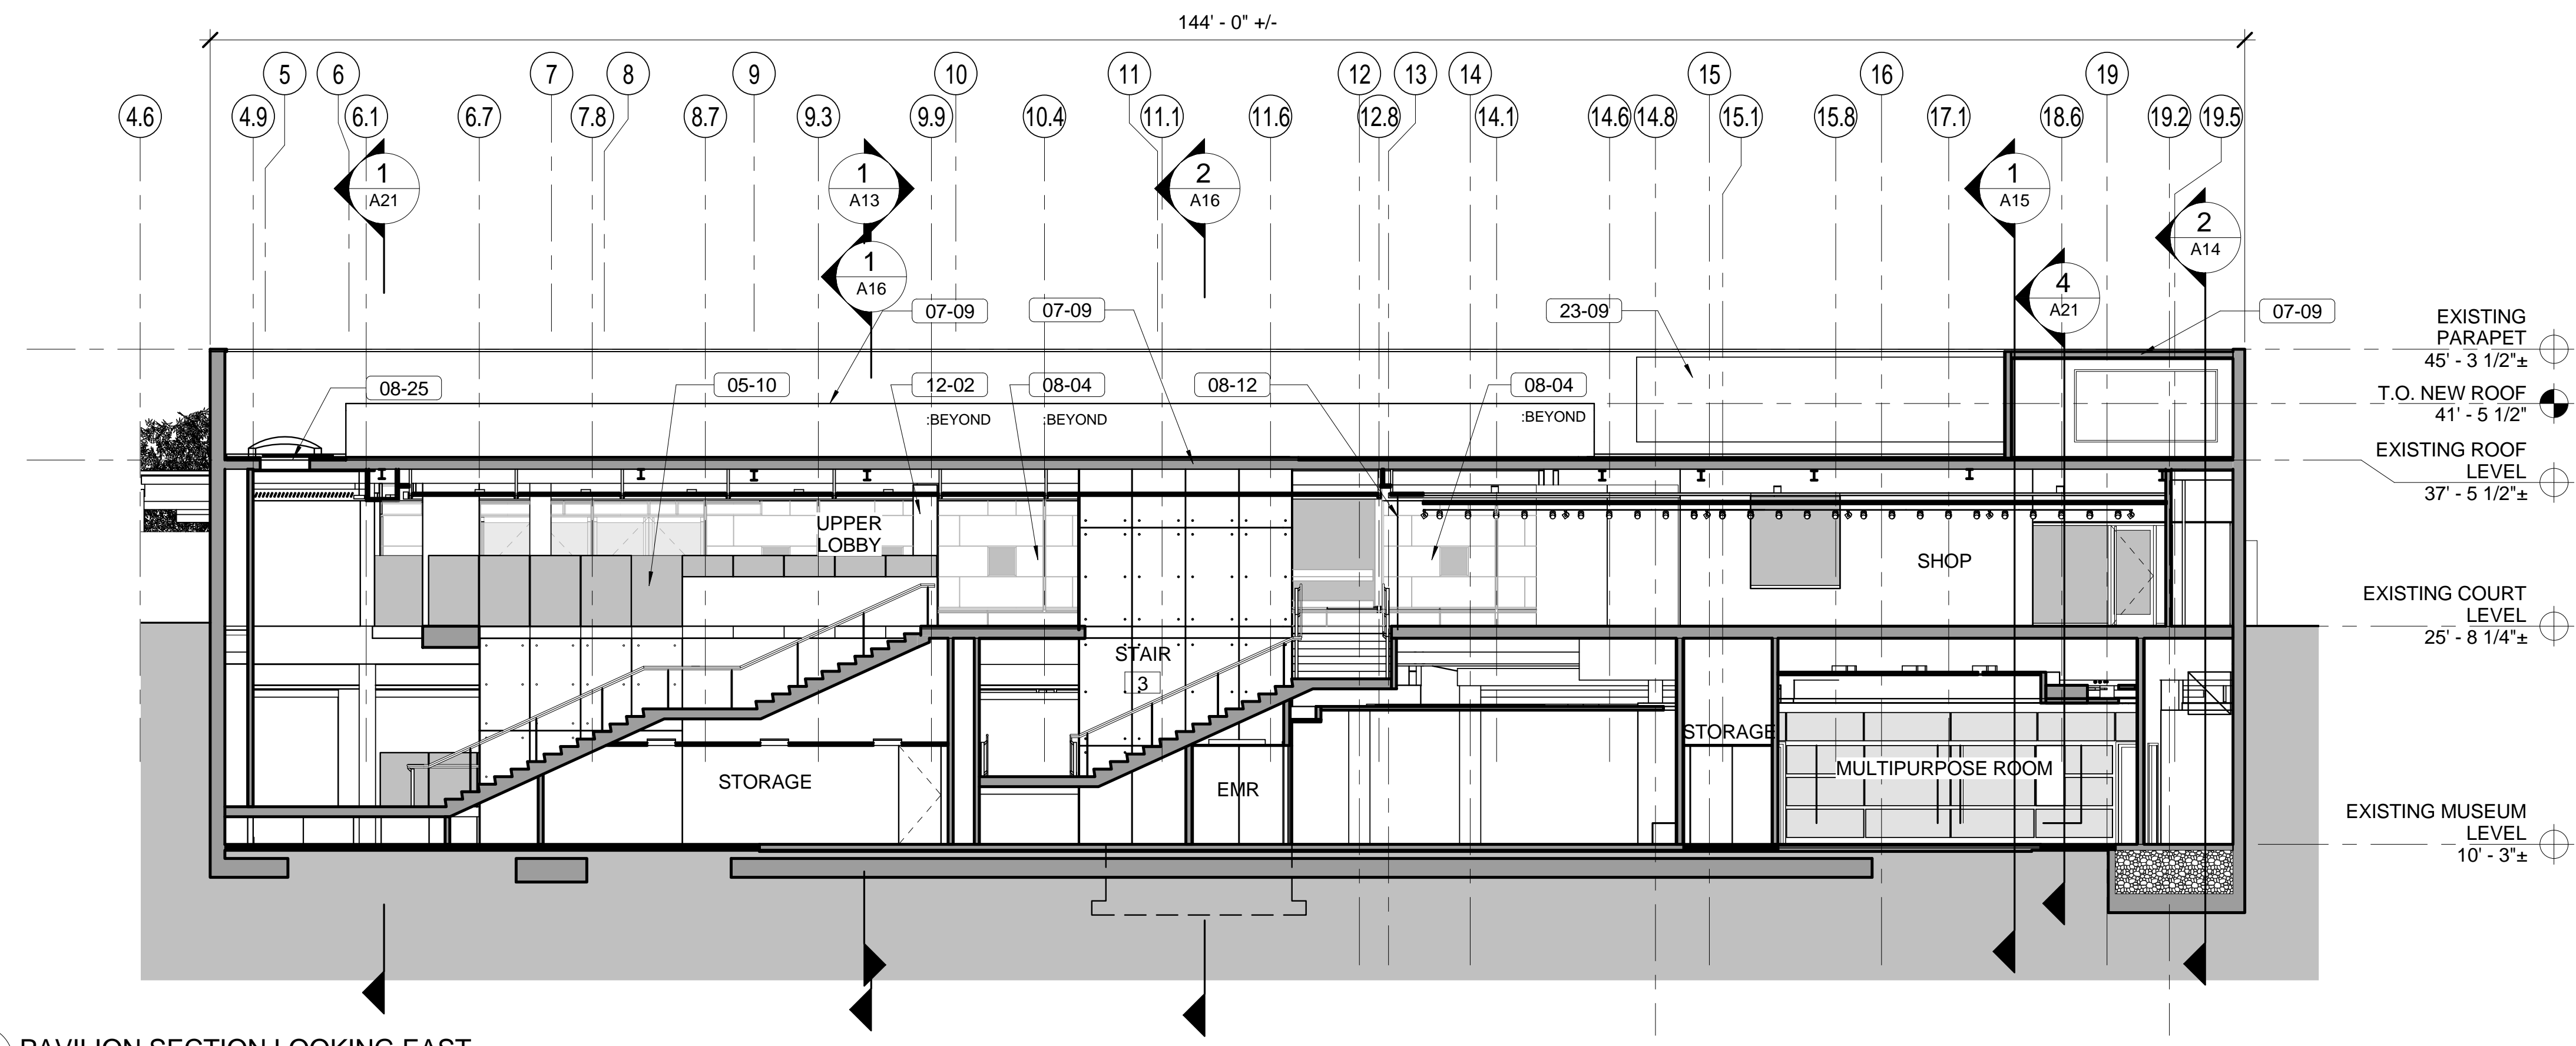 144' - 0" +/-
5
6
7
8
9
10
11
12
13
14
15
16
19
4.6
4.9
6.1
6.7
7.8
8.7
9.3
9.9
10.4
11.1
11.6
12.8
14.1
14.6
14.8
15.1
15.8
17.1
18.6
19.2
19.5
1
A21
1
A13
2
A16
1
A15
2
A14
1
A16
4
A21
07-09
07-09
23-09
07-09
08-25
05-10
12-02
08-04
08-12
08-04
:BEYOND
:BEYOND
:BEYOND
EXISTING
PARAPET
45' - 3 1/2"±
T.O. NEW ROOF
41' - 5 1/2"
EXISTING ROOF
LEVEL
37' - 5 1/2"±
UPPER
LOBBY
SHOP
EXISTING COURT
LEVEL
25' - 8 1/4"±
STAIR
3
STORAGE
STORAGE
EMR
MULTIPURPOSE ROOM
EXISTING MUSEUM
LEVEL
10' - 3"±
PAVILION SECTION LOOKING EAST